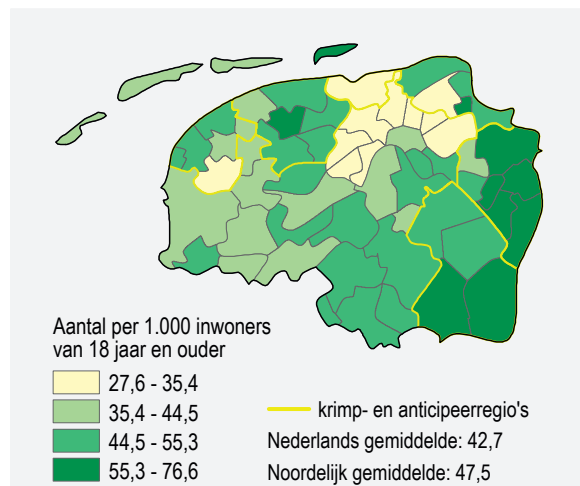 Aantal per 1.000 inwoners
van 18 jaar en ouder
27,6 - 35,4
35,4 - 44,5
44,5 - 55,3
55,3 - 76,6
krimp- en anticipeerregio's
Nederlands gemiddelde: 42,7
Noordelijk gemiddelde: 47,5